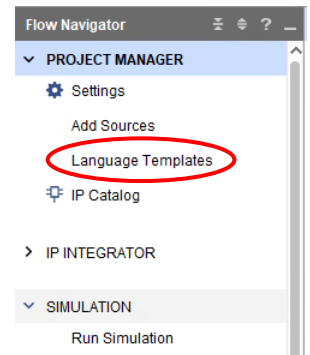 Flow Navigator ?
PROJECT MANAGER
Settings
Add Sources
Language Templates
IP Catalog
IP INTEGRATOR
SIMULATION
Run Simulation